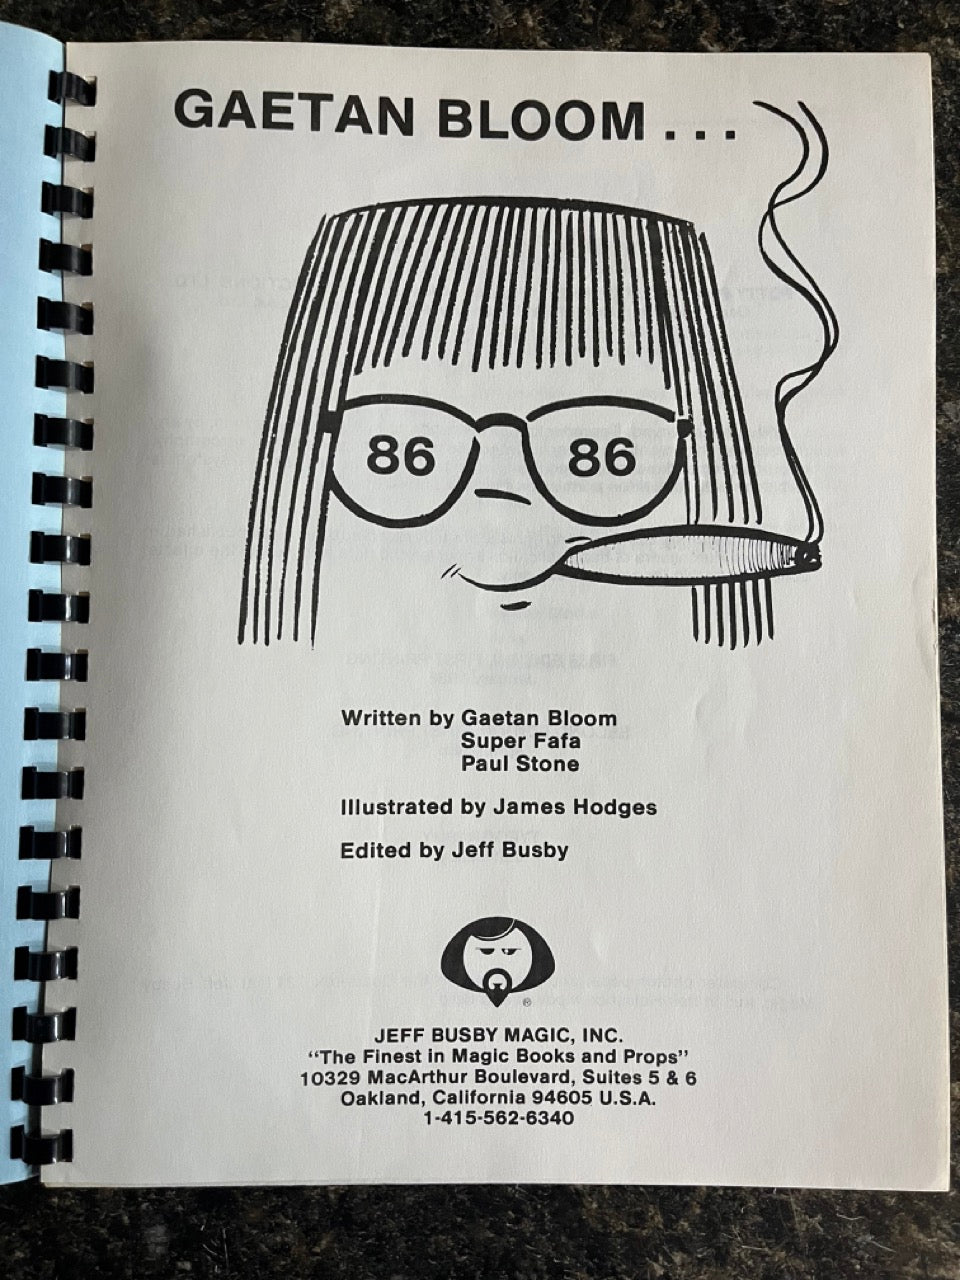 GAETAN BLOOM . . .
86 86
Written by Gaetan Bloom
Super Fafa
Paul Stone
Illustrated by James Hodges
Edited by Jeff Busby
®
JEFF BUSBY MAGIC, INC.
“The Finest in Magic Books and Props”
10329 MacArthur Boulevard, Suites 5 & 6
Oakland, California 94605 U.S.A.
1-415-562-6340